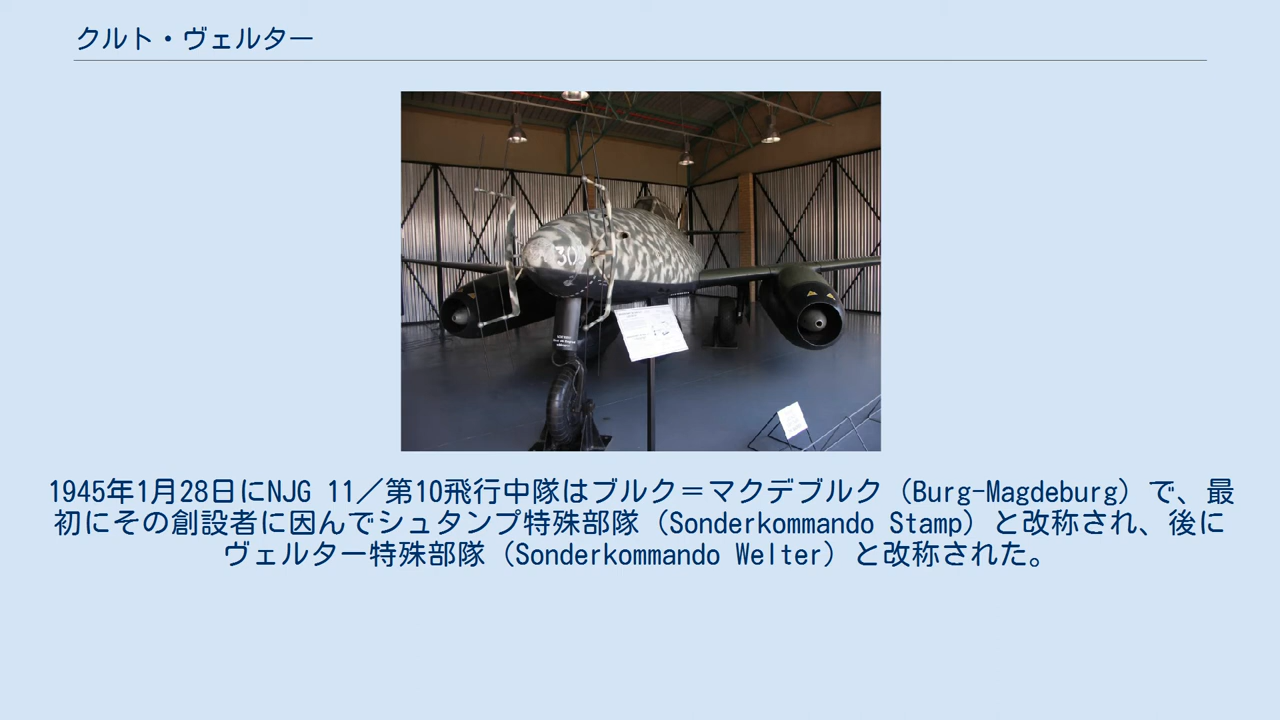 クルト・ヴェルター
30
1945年1月28日にNJG 11／第10飛行中隊はブルク＝マクデブルク（Burg-Magdeburg）で、最
初にその創設者に因んでシュタンプ特殊部隊（Sonderkommando Stamp）と改称され、後に
ヴェルター特殊部隊（Sonderkommando Welter）と改称された。